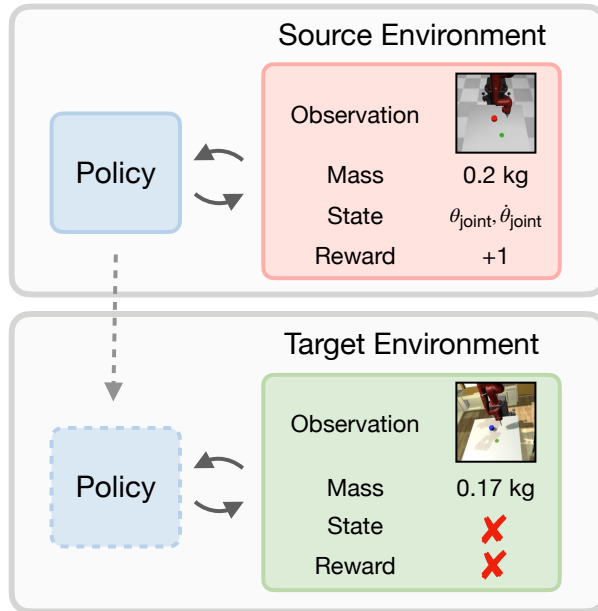 Source Environment
Observation
Policy
Mass 0.2 kg
State θjoint, θ̇joint
Reward +1
Target Environment
Observation
Policy
Mass 0.17 kg
State ✘
Reward ✘